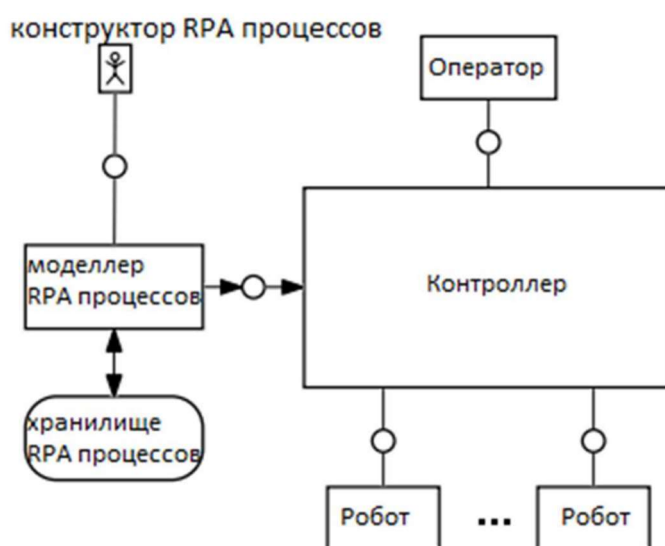 конструктор RPA процессов
Оператор
моделлер
RPA процессов
Контроллер
хранилище
RPA процессов
Робот
...
Робот